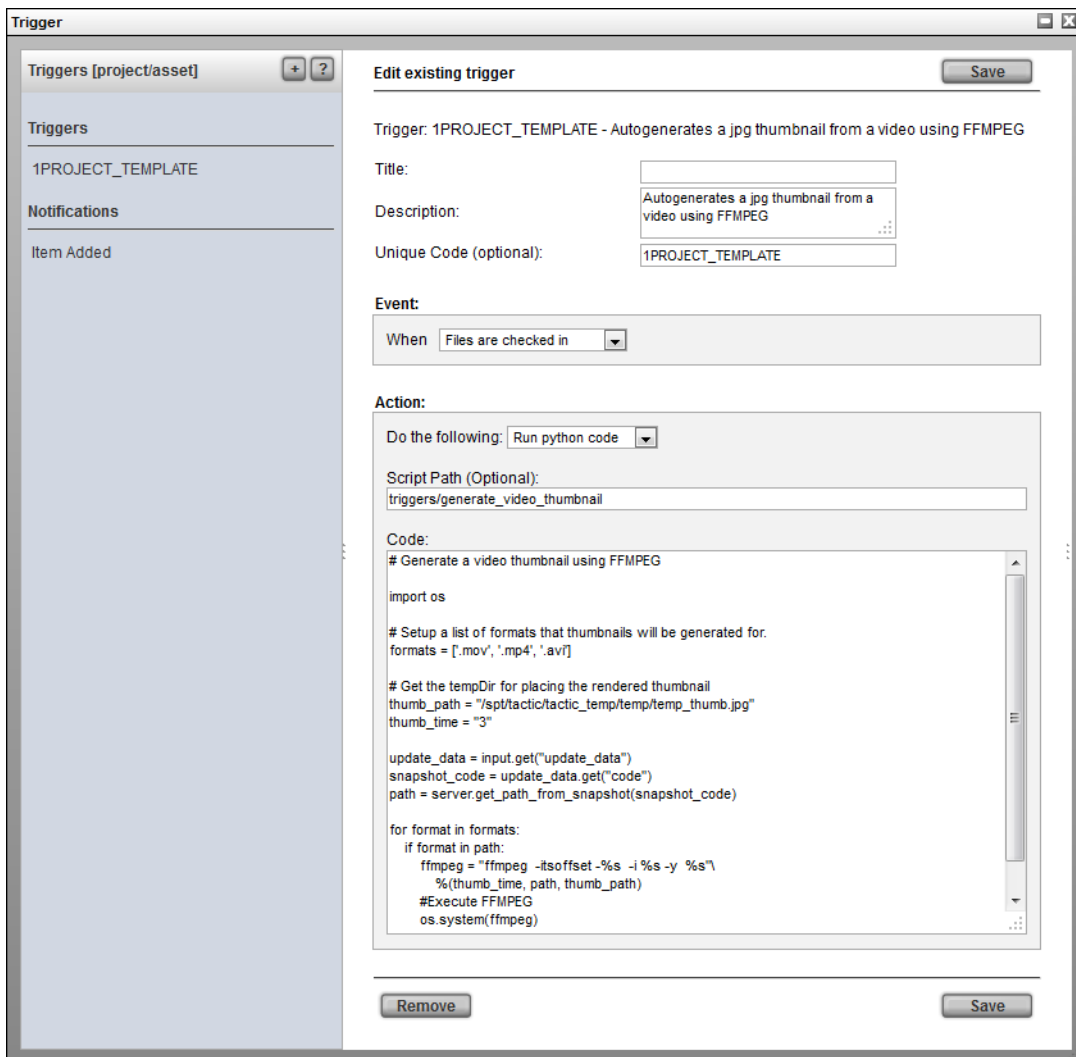 Trigger
Triggers [project/asset]
+ ?
Triggers
1PROJECT_TEMPLATE
Notifications
Item Added
Edit existing trigger
Save
Trigger: 1PROJECT_TEMPLATE - Autogenerates a jpg thumbnail from a video using FFMPEG
Title:
Description:
Autogenerates a jpg thumbnail from a
video using FFMPEG
Unique Code (optional):
1PROJECT_TEMPLATE
Event:
When Files are checked in
Action:
Do the following: Run python code
Script Path (Optional):
triggers/generate_video_thumbnail
Code:
# Generate a video thumbnail using FFMPEG
import os
# Setup a list of formats that thumbnails will be generated for.
formats = ['.mov', '.mp4', '.avi']
# Get the tempDir for placing the rendered thumbnail
thumb_path = "/spt/tactic/tactic_temp/temp/temp_thumb.jpg"
thumb_time = "3"
update_data = input.get("update_data")
snapshot_code = update_data.get("code")
path = server.get_path_from_snapshot(snapshot_code)
for format in formats:
if format in path:
ffmpeg = "ffmpeg -itsoffset -%s -i %s -y %s"\
%(thumb_time, path, thumb_path)
#Execute FFMPEG
os.system(ffmpeg)
Remove
Save